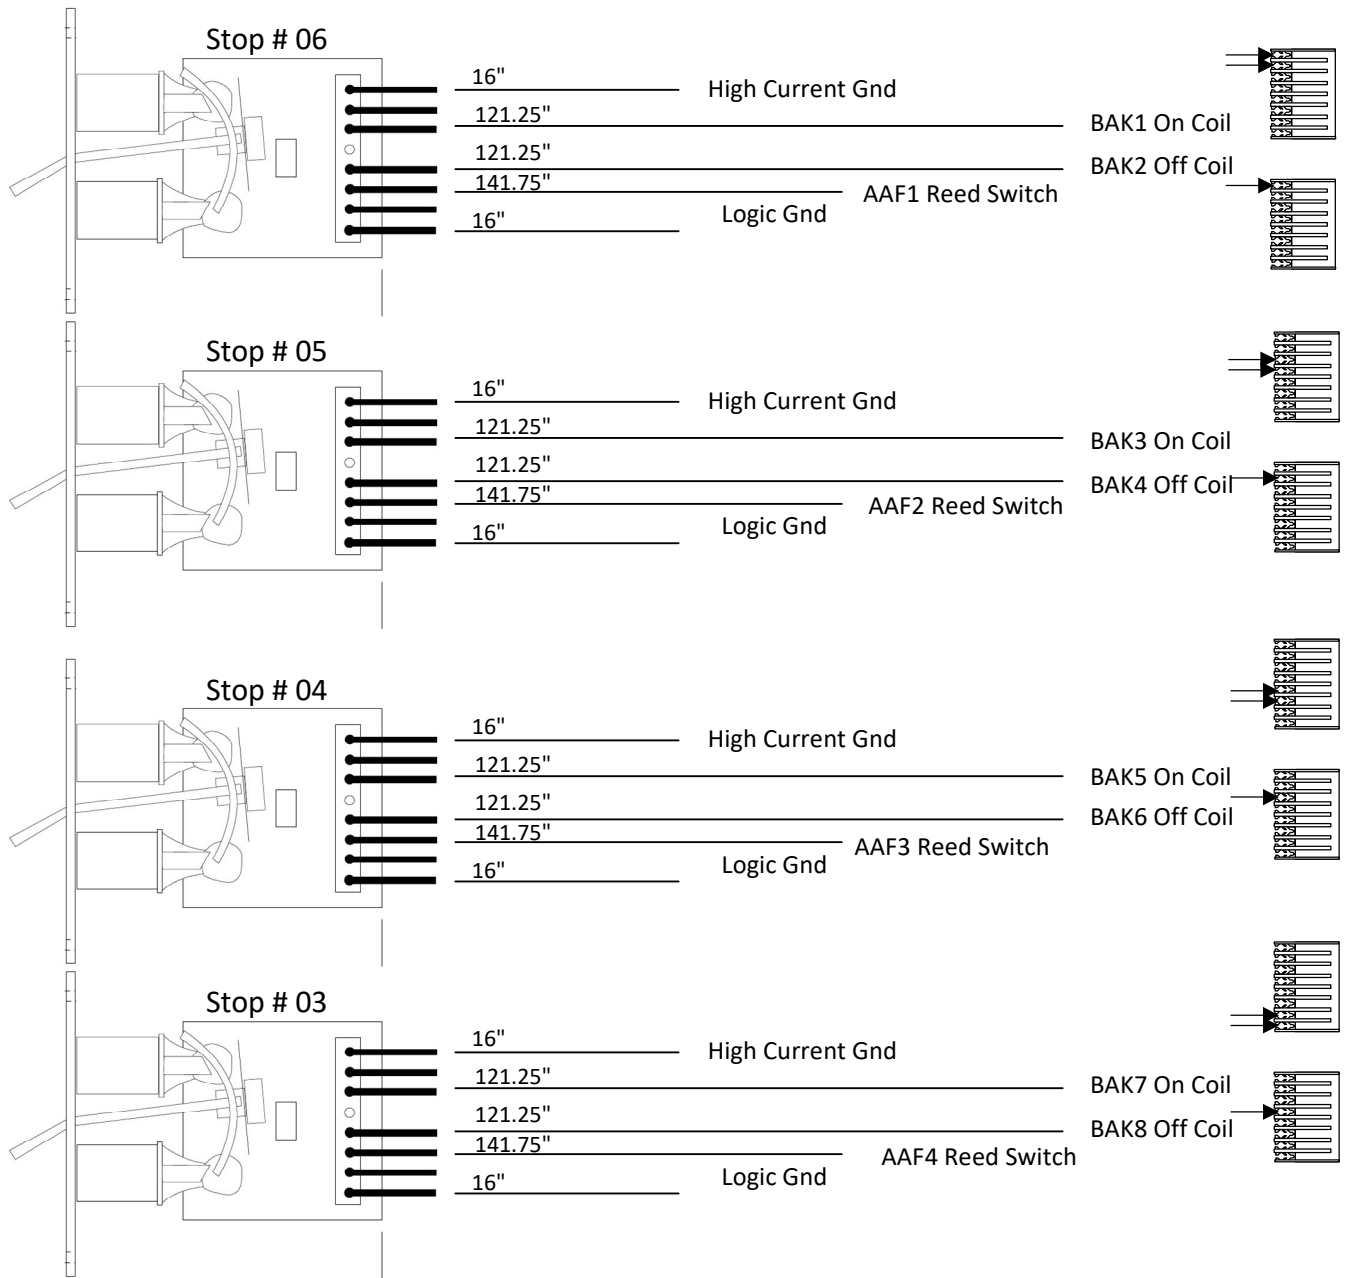 Stop # 06
16"
High Current Gnd
121.25"
BAK1 On Coil
121.25"
BAK2 Off Coil
141.75"
AAF1 Reed Switch
Logic Gnd
16"
Stop # 05
16"
High Current Gnd
121.25"
BAK3 On Coil
121.25"
BAK4 Off Coil
141.75"
AAF2 Reed Switch
Logic Gnd
16"
Stop # 04
16"
High Current Gnd
121.25"
BAK5 On Coil
121.25"
BAK6 Off Coil
141.75"
AAF3 Reed Switch
Logic Gnd
16"
Stop # 03
16"
High Current Gnd
121.25"
BAK7 On Coil
121.25"
BAK8 Off Coil
141.75"
AAF4 Reed Switch
Logic Gnd
16"